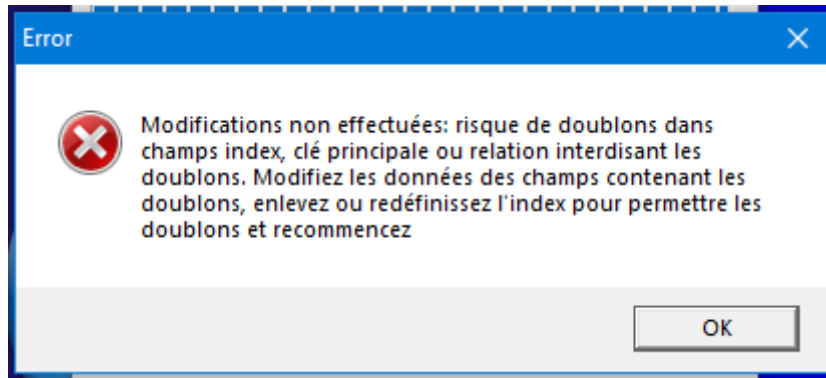 Error
Modifications non effectuées: risque de doublons dans
champs index, clé principale ou relation interdisant les
doublons. Modifiez les données des champs contenant les
doublons, enlevez ou redéfinissez l'index pour permettre les
doublons et recommencez
OK